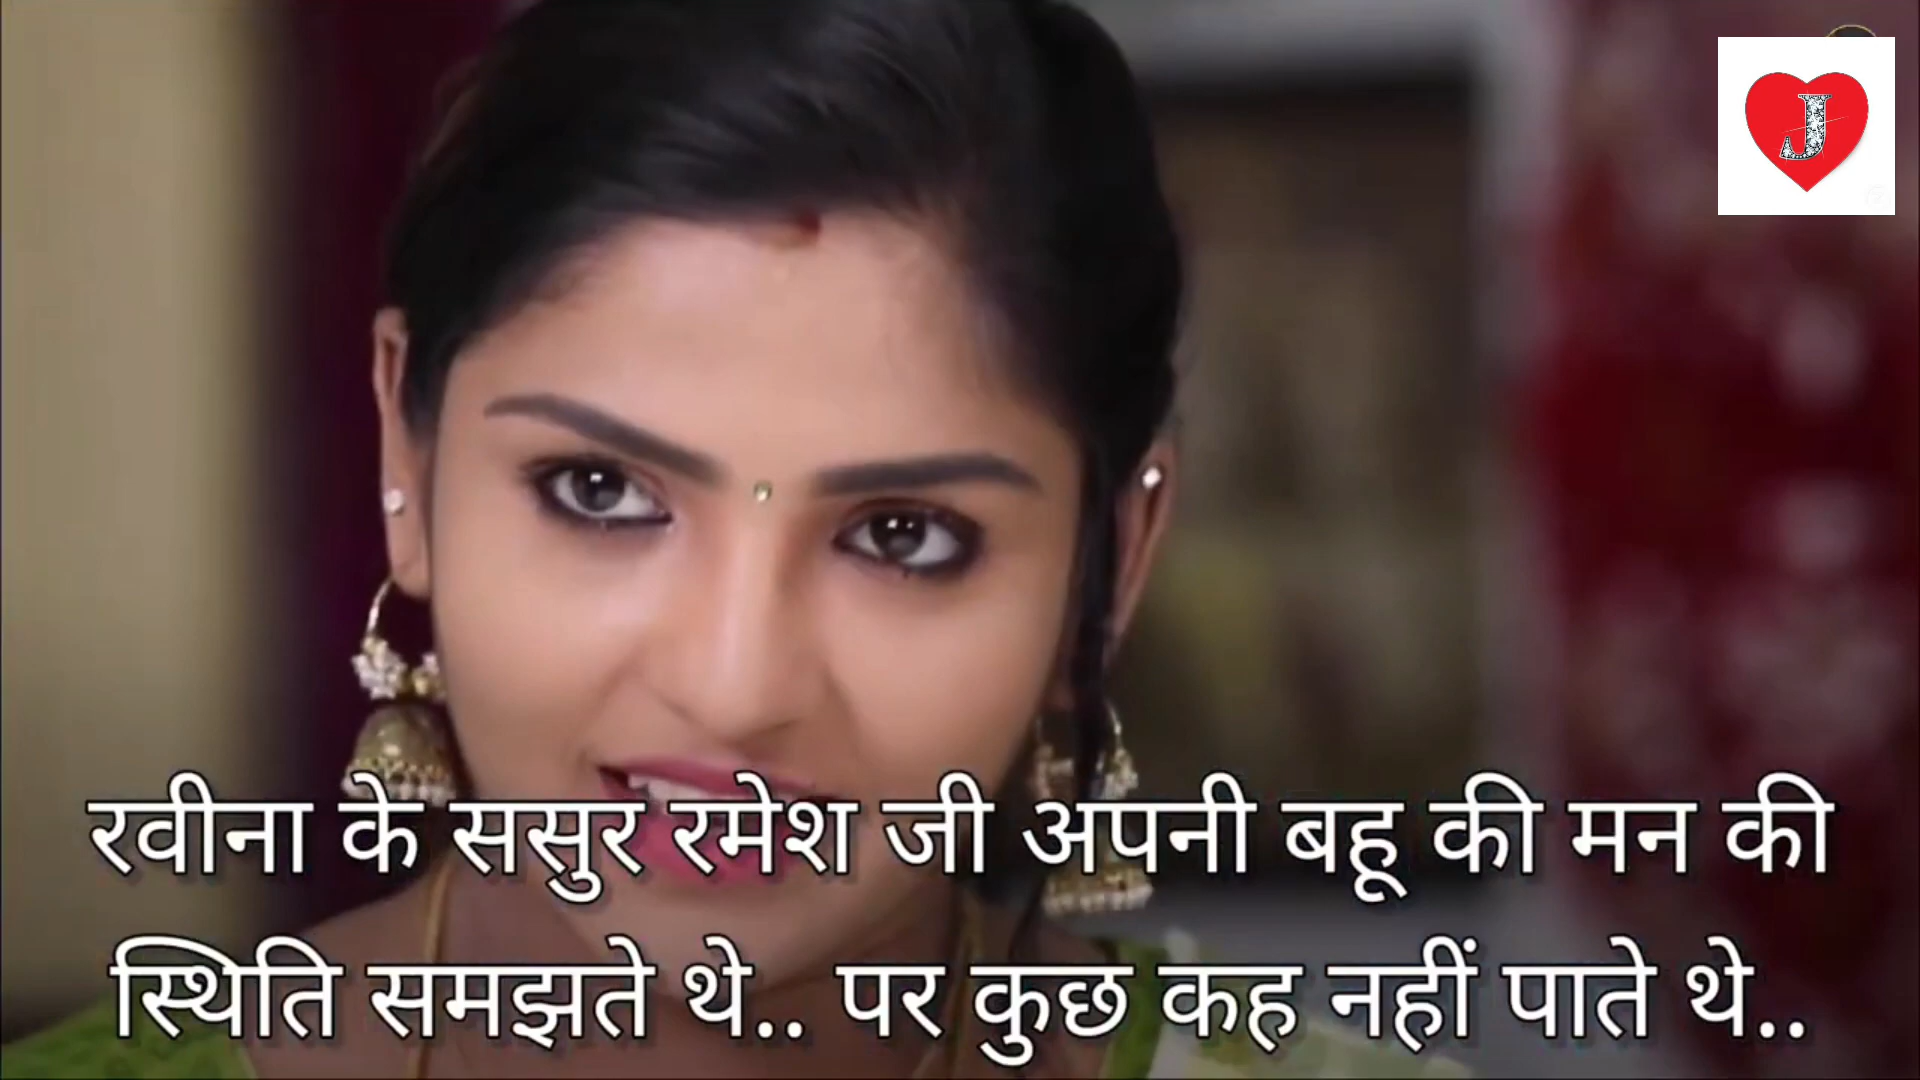 J
रवीना के ससुर रमेश जी अपनी बहू की मन की
स्थिति समझते थे.. पर कुछ कह नहीं पाते थे..